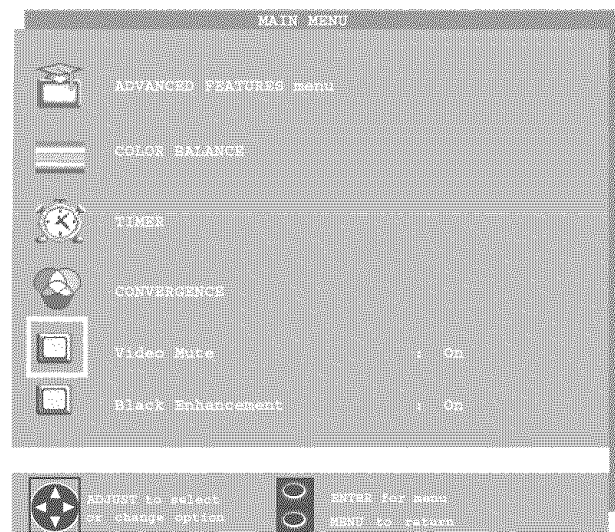 MAIN MENU
ADVANCED FEATURES menu
COLOR BALANCE
TIMER
CONVERGENCE
Video Mute : On
Black Enhancement : On
ADJUST to select
or change option
ENTER for menu
MENU to return